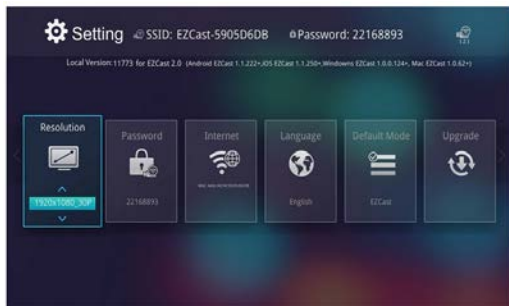 Setting SSID: EZCast-5905D6DB Password: 22168893
Local Version:11773 for EZCast 2.0 (Android EZCast 1.1.222+,iOS EZCast 1.1.250+,Windowns EZCast 1.0.0.124+, Mac EZCast 1.0.62+)
Resolution
Password
Internet
Language
Default Mode
Upgrade
1920x1080_30P
22168893
English
EZCast